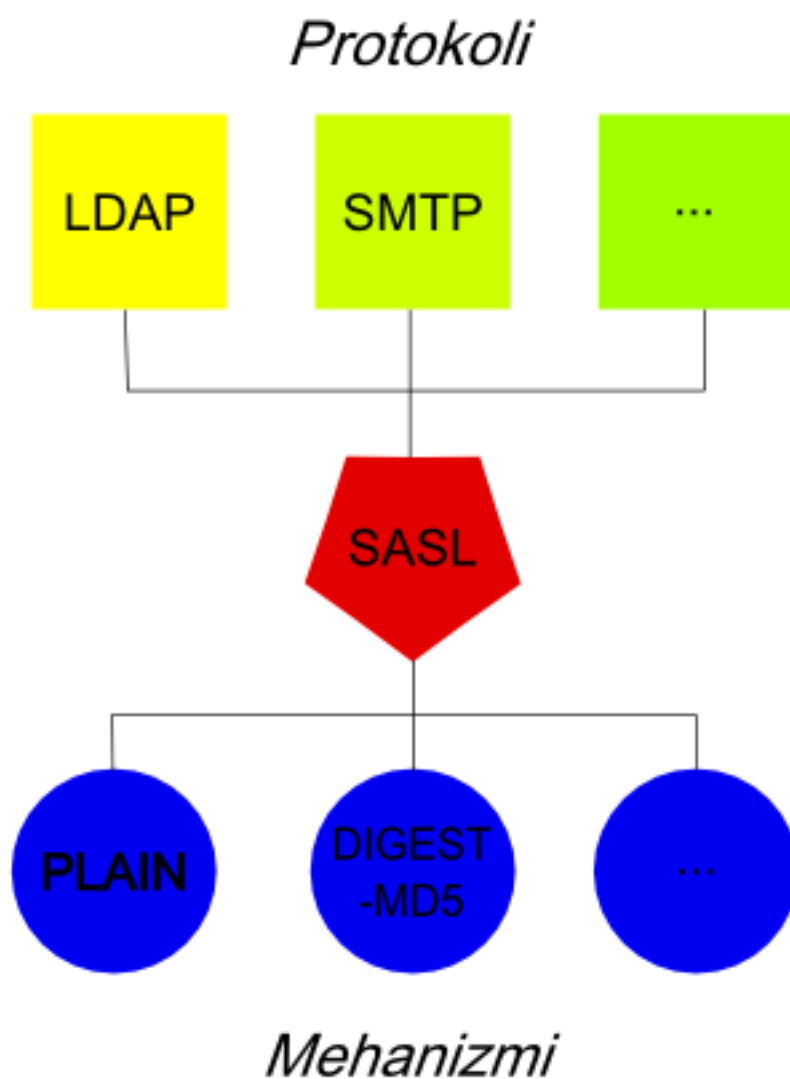 Protokoli
LDAP
SMTP
...
SASL
PLAIN
DIGEST
-MD5
...
Mehanizmi